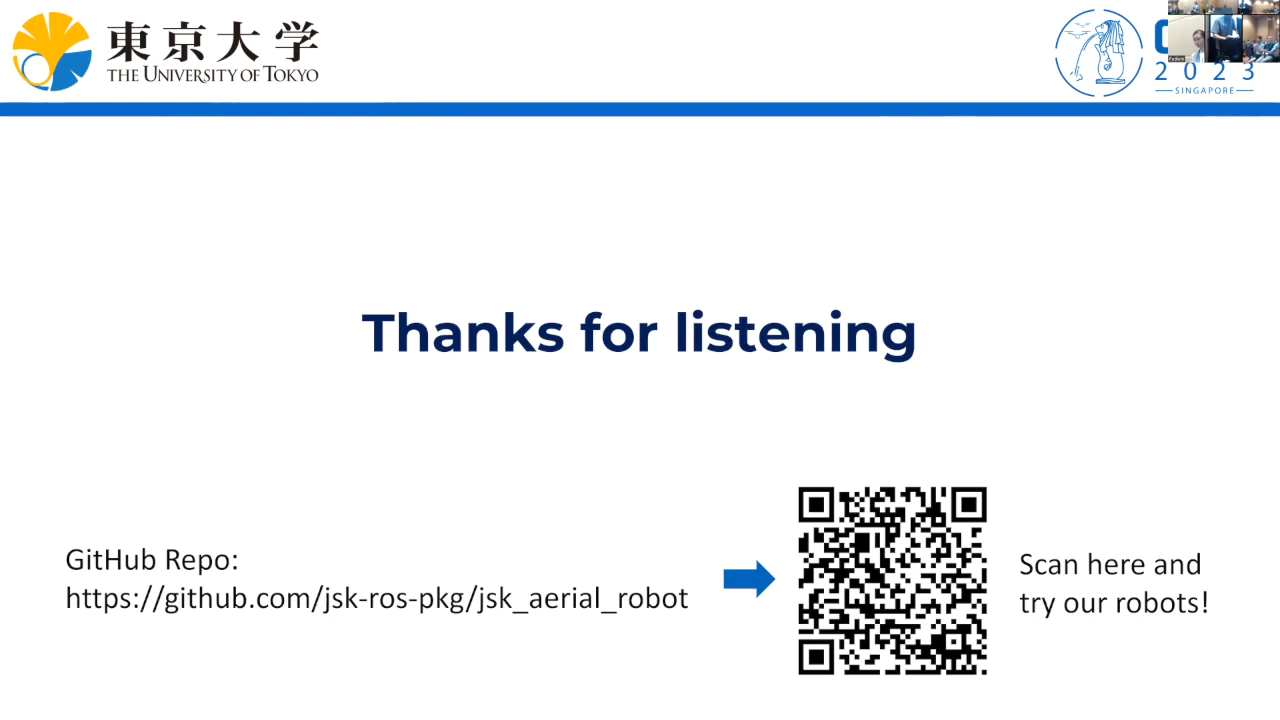 東京大学
THE UNIVERSITY OF TOKYO
2023
SINGAPORE
Thanks for listening
GitHub Repo:
https://github.com/jsk-ros-pkg/jsk_aerial_robot
Scan here and
try our robots!